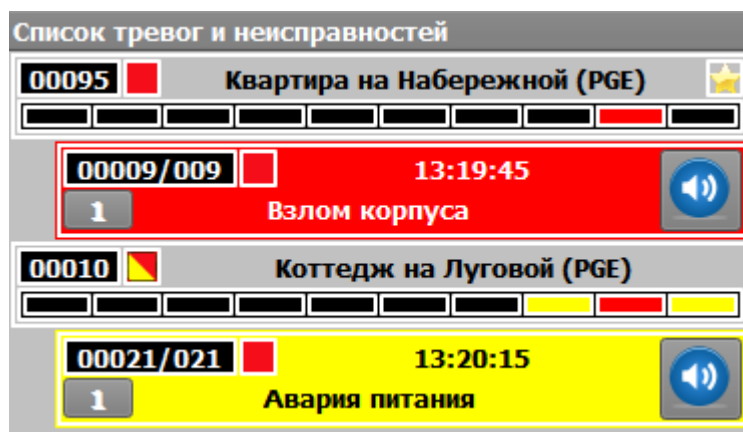 Список тревог и неисправностей
00095 Квартира на Набережной (PGE)
00009/009 13:19:45
1 Взлом корпуса
00010 Коттедж на Луговой (PGE)
00021/021 13:20:15
1 Авария питания